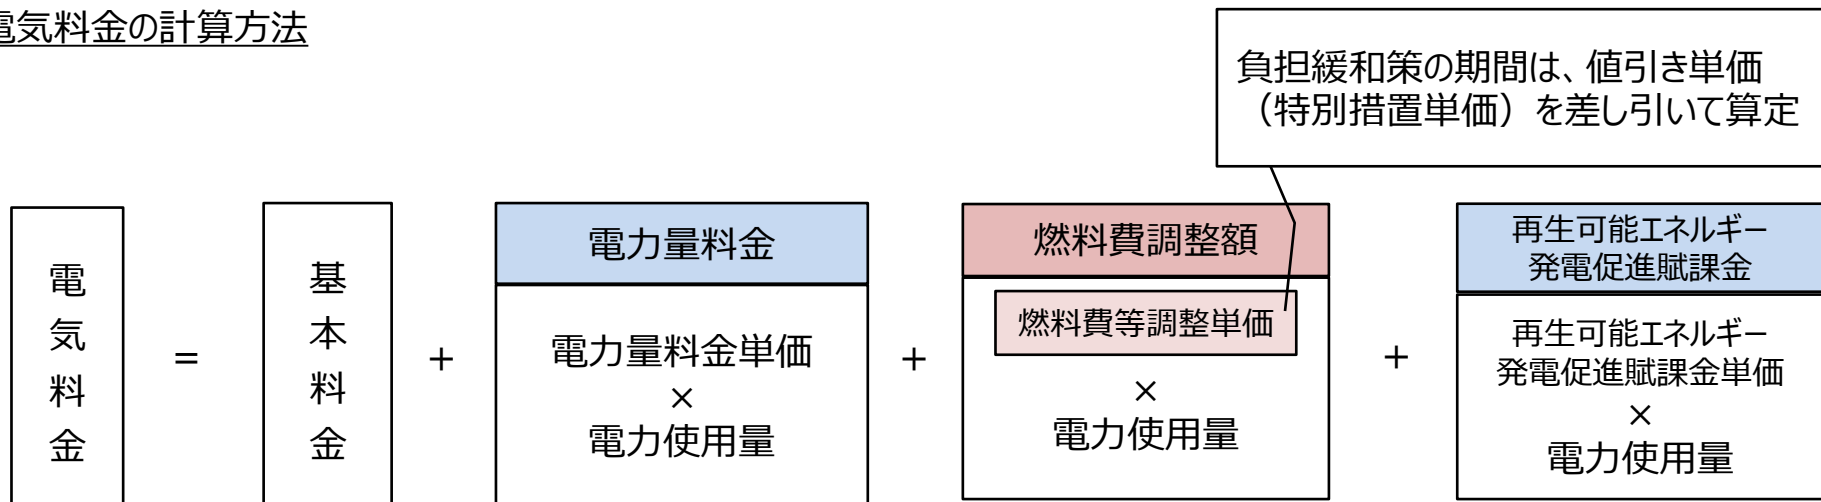 電気料金の計算方法
負担緩和策の期間は、値引き単価
（特別措置単価）を差し引いて算定
電気料金
=
基本料金
+
電力量料金
電力量料金単価
×
電力使用量
+
燃料費調整額
燃料費等調整単価
×
電力使用量
+
再生可能エネルギー
発電促進賦課金
再生可能エネルギー
発電促進賦課金単価
×
電力使用量